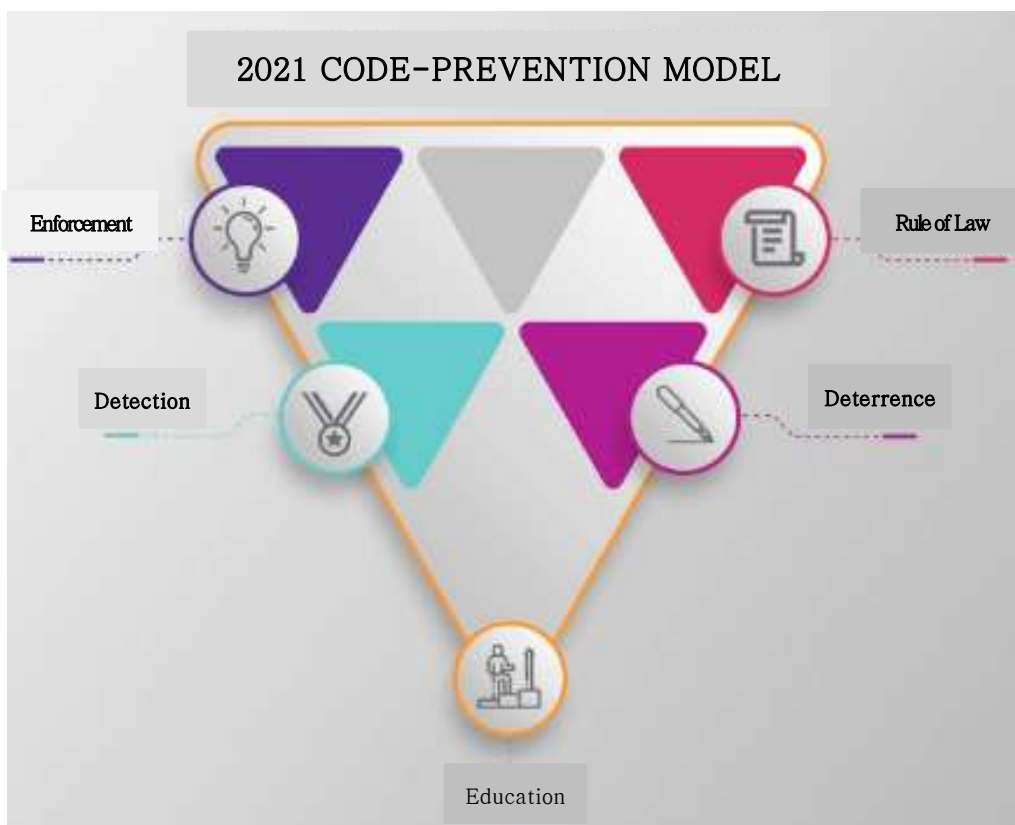 2021 CODE-PREVENTION MODEL
Enforcement
Rule of Law
Detection
Deterrence
Education